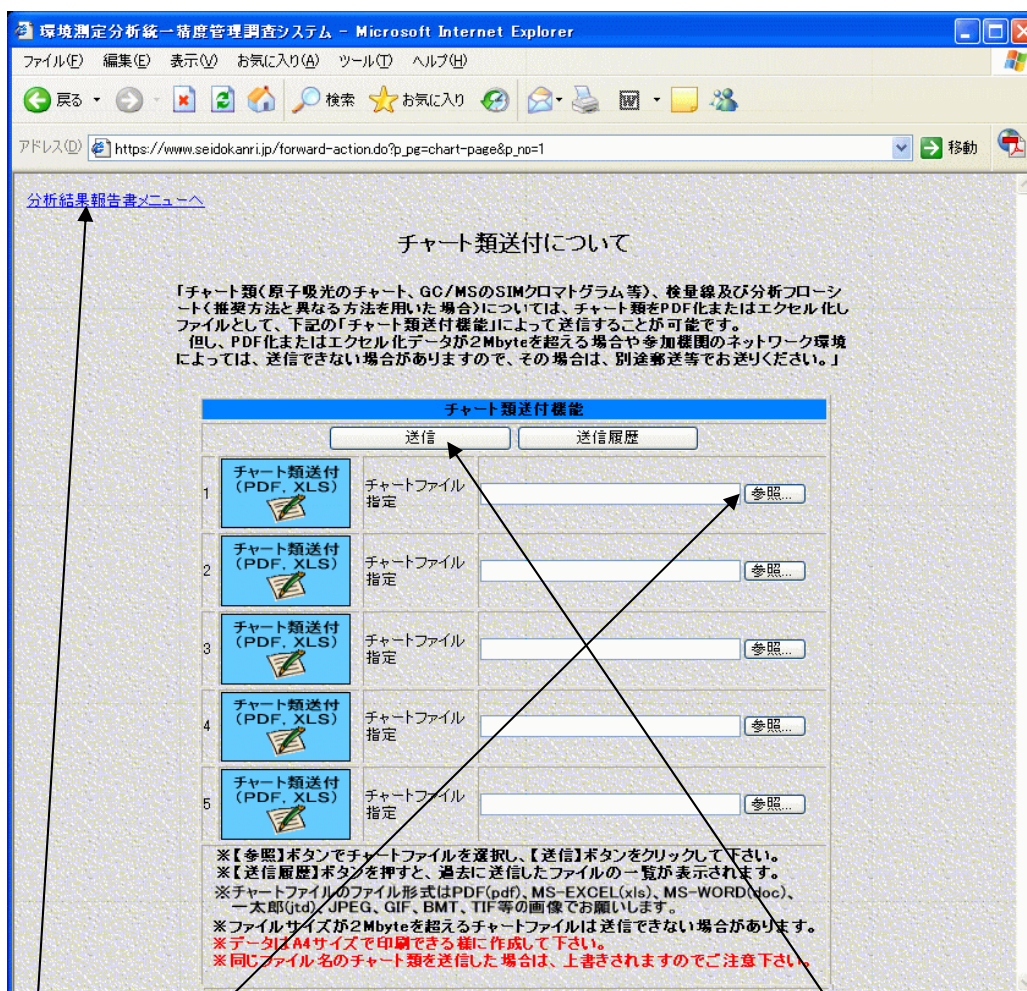 環境測定分析統一精度管理調査システム - Microsoft Internet Explorer
ファイル(F) 編集(E) 表示(V) お気に入り(A) ツール(T) ヘルプ(H)
戻る 検索 お気に入り
アドレス(D) https://www.seidokanri.jp/forward-action.do?p_pg=chart-page&p_no=1 移動
分析結果報告書メニューへ
チャート類送付について
「チャート類(原子吸光のチャート、GC/MSのSIMクロマトグラム等)、検量線及び分析フローシ
ート(推奨方法と異なる方法を用いた場合)については、チャート類をPDF化またはエクセル化し
ファイルとして、下記の「チャート類送付機能」によって送信することが可能です。
但し、PDF化またはエクセル化データが2Mbyteを超える場合や参加機関のネットワーク環境
によっては、送信できない場合がありますので、その場合は、別途郵送等でお送りください。」
チャート類送付機能
送信 送信履歴
1 チャート類送付 (PDF, XLS) チャートファイル指定 参照...
2 チャート類送付 (PDF, XLS) チャートファイル指定 参照...
3 チャート類送付 (PDF, XLS) チャートファイル指定 参照...
4 チャート類送付 (PDF, XLS) チャートファイル指定 参照...
5 チャート類送付 (PDF, XLS) チャートファイル指定 参照...
※【参照】ボタンでチャートファイルを選択し、【送信】ボタンをクリックして下さい。
※【送信履歴】ボタンを押すと、過去に送信したファイルの一覧が表示されます。
※チャートファイルのファイル形式はPDF(pdf)、MS-EXCEL(xls)、MS-WORD(doc)、
一太郎(jtd)、JPEG、GIF、BMT、TIF等の画像でお願いします。
※ファイルサイズが2Mbyteを超えるチャートファイルは送信できない場合があります。
※データはA4サイズで印刷できる様に作成して下さい。
※同じファイル名のチャート類を送信した場合は、上書きされますのでご注意下さい。